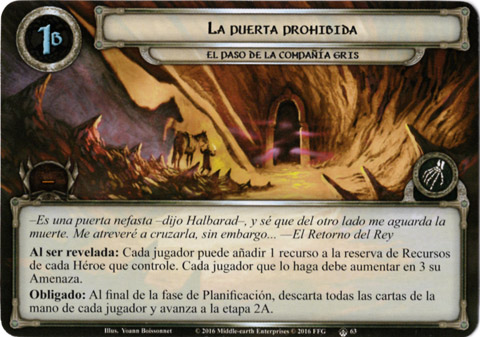 1B
LA PUERTA PROHIBIDA
EL PASO DE LA COMPAÑÍA GRIS
–Es una puerta nefasta –dijo Halbarad–, y sé que del otro lado me aguarda la
muerte. Me atreveré a cruzarla, sin embargo... —El Retorno del Rey
Al ser revelada: Cada jugador puede añadir 1 recurso a la reserva de Recursos
de cada Héroe que controle. Cada jugador que lo haga debe aumentar en 3 su
Amenaza.
Obligado: Al final de la fase de Planificación, descarta todas las cartas de la
mano de cada jugador y avanza a la etapa 2A.
Illus. Yoann Boissonnet
© 2016 Middle-earth Enterprises © 2016 FFG
63